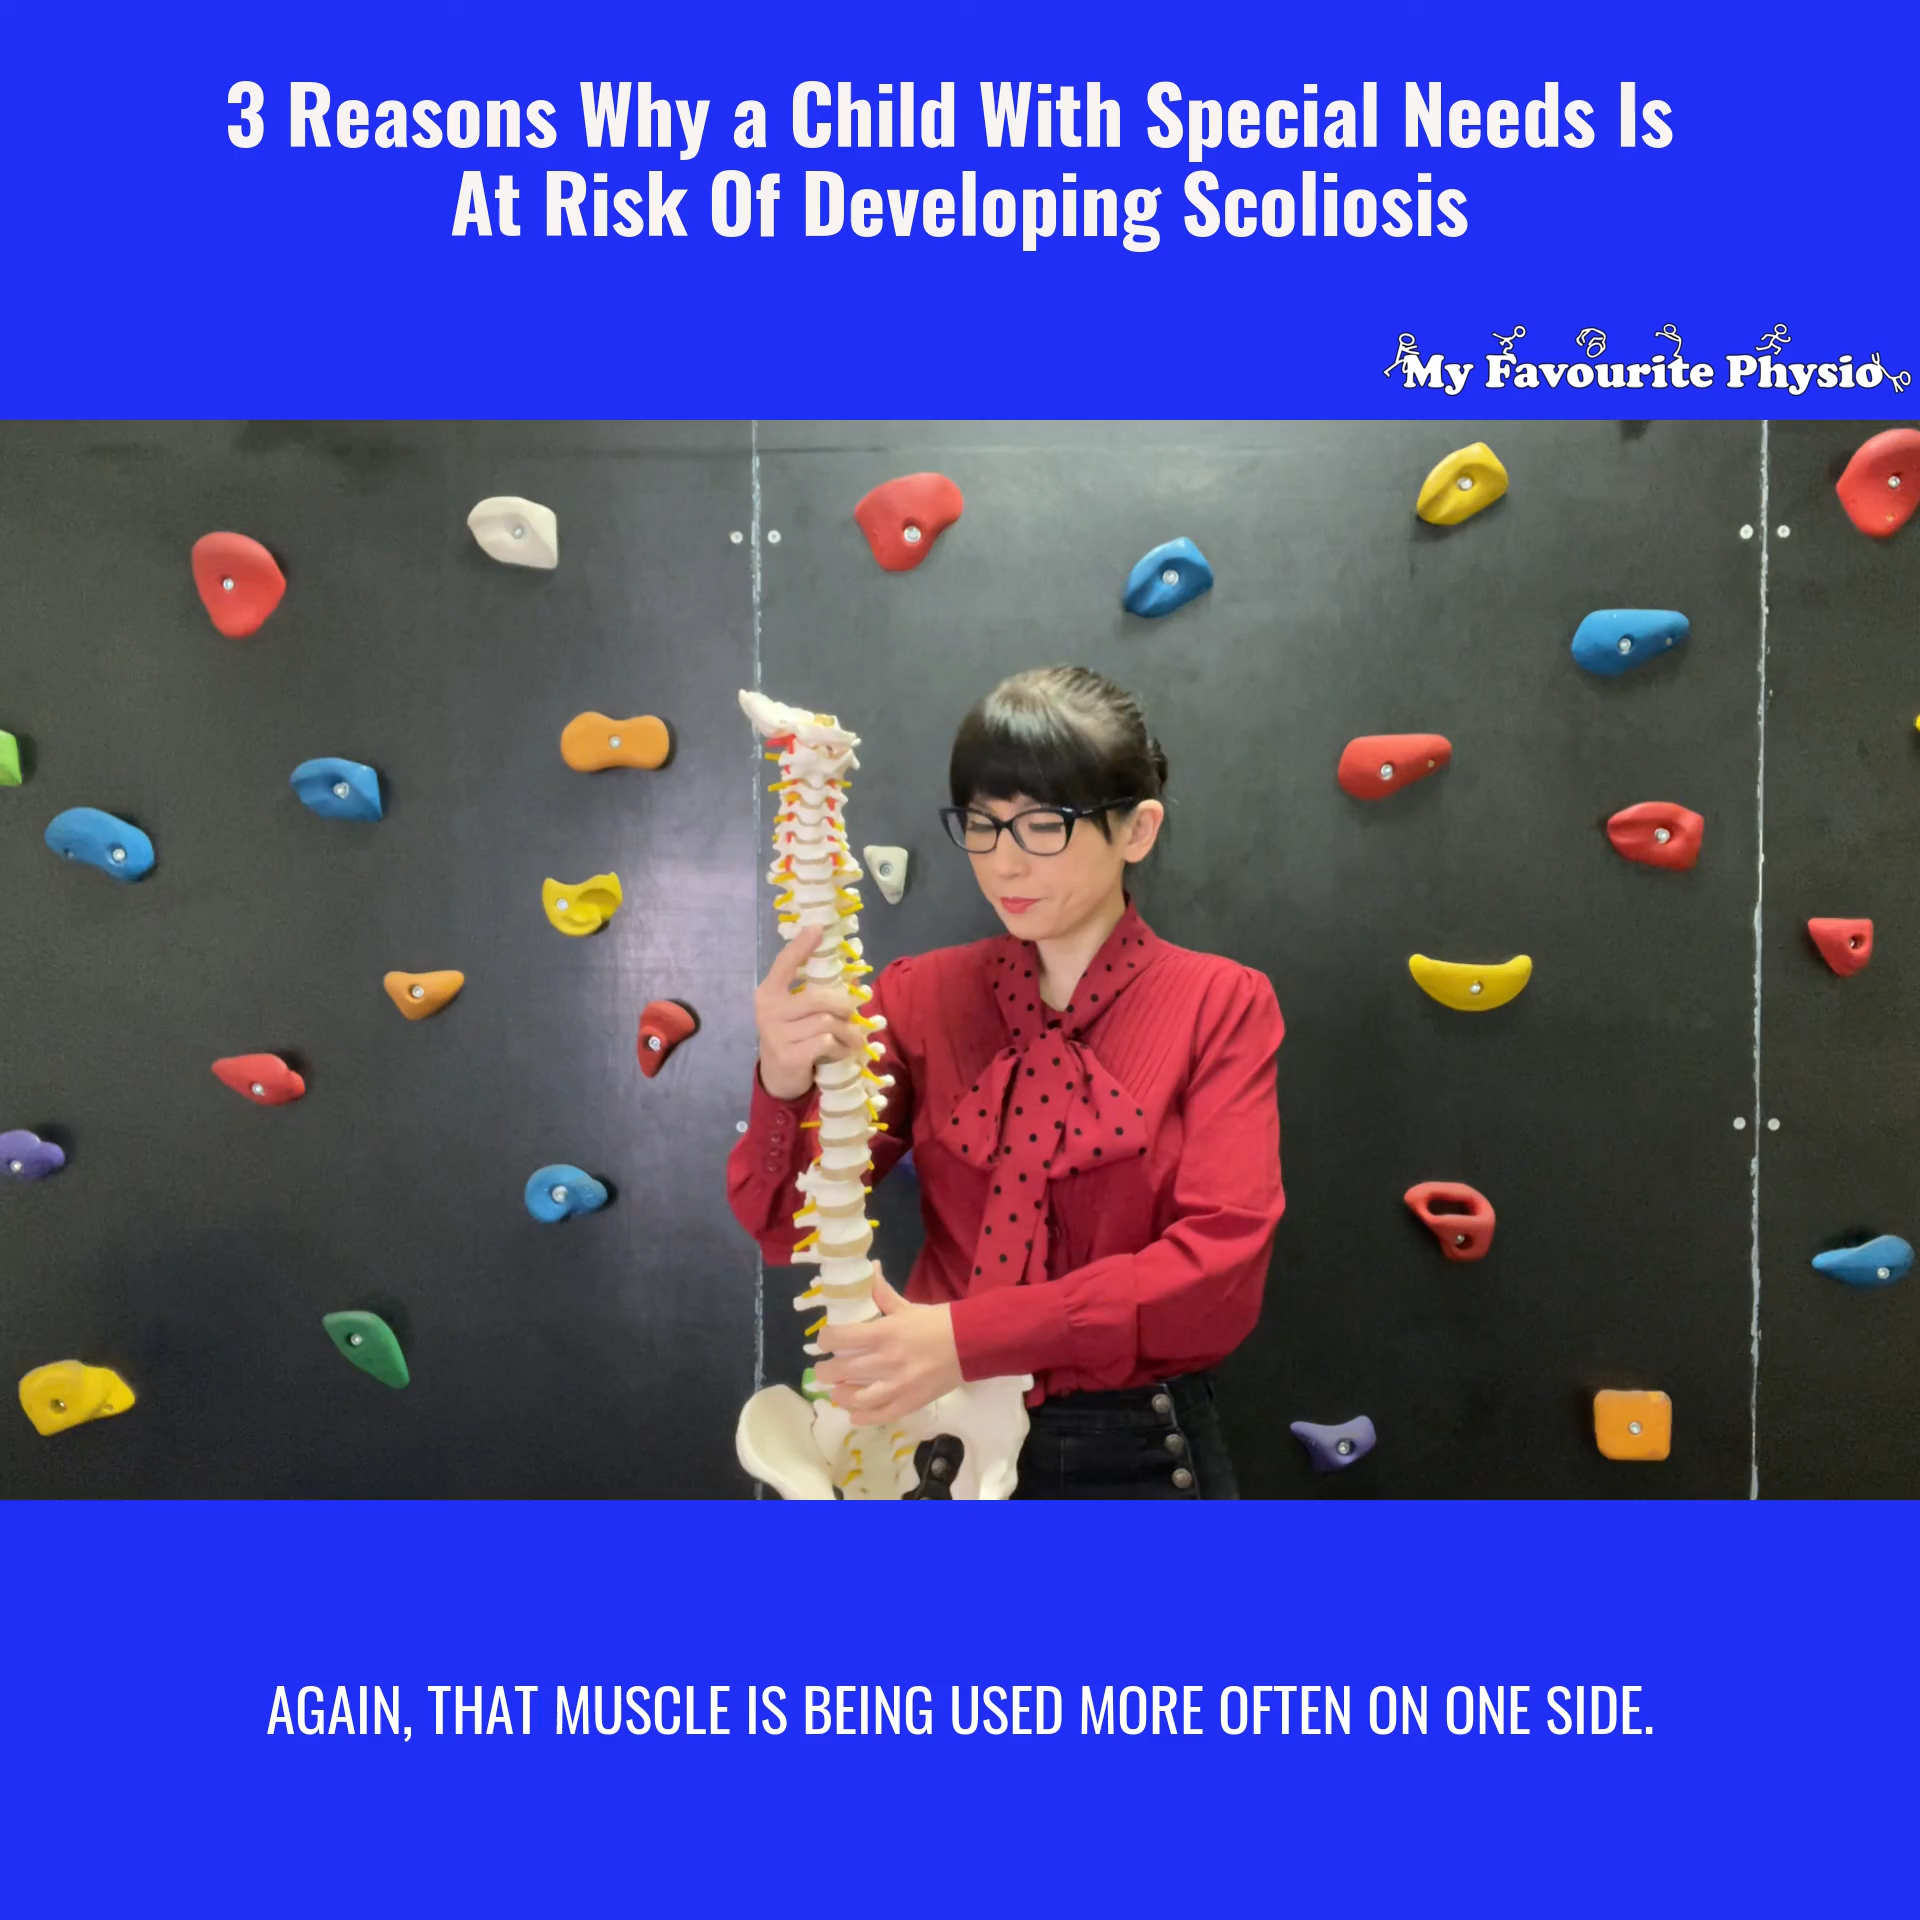 3 Reasons Why a Child With Special Needs Is
At Risk Of Developing Scoliosis
My Favourite Physio
AGAIN, THAT MUSCLE IS BEING USED MORE OFTEN ON ONE SIDE.